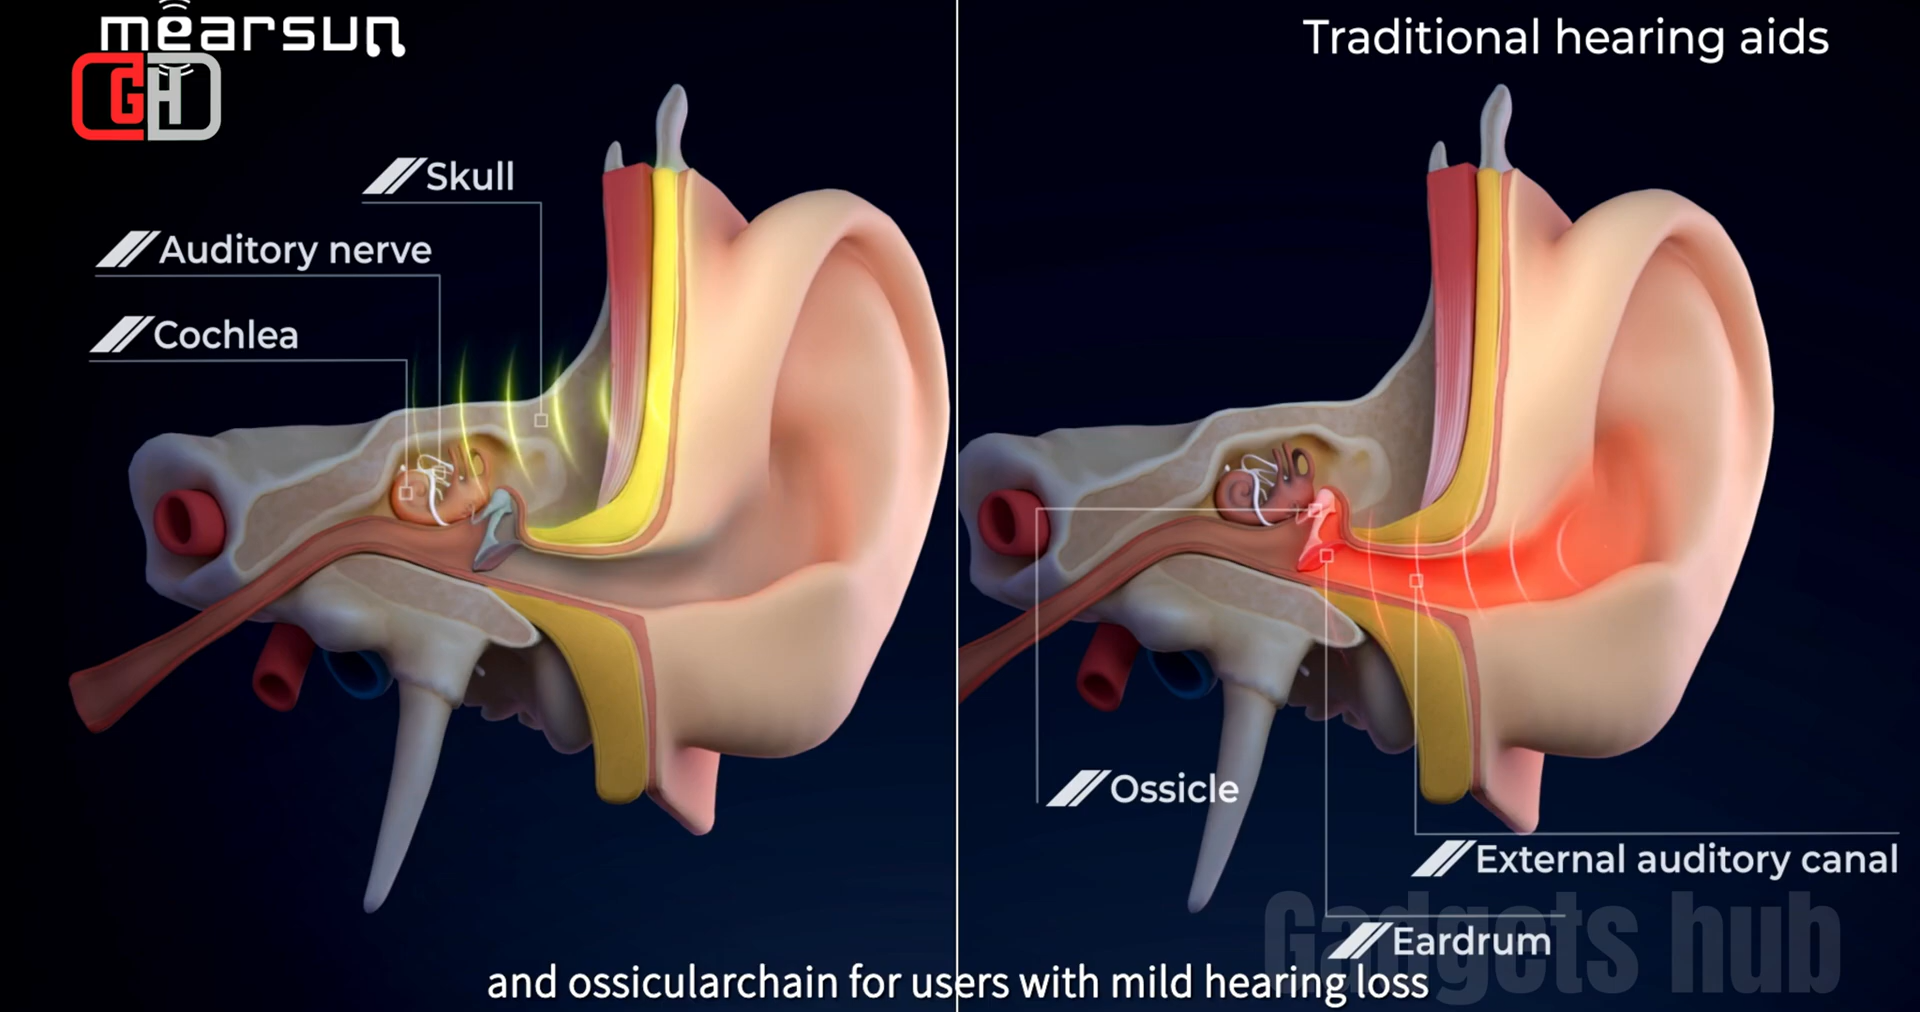 mearsun
GH
Traditional hearing aids
Skull
Auditory nerve
Cochlea
Ossicle
External auditory canal
Eardrum
Gadgets hub
and ossicularchain for users with mild hearing loss